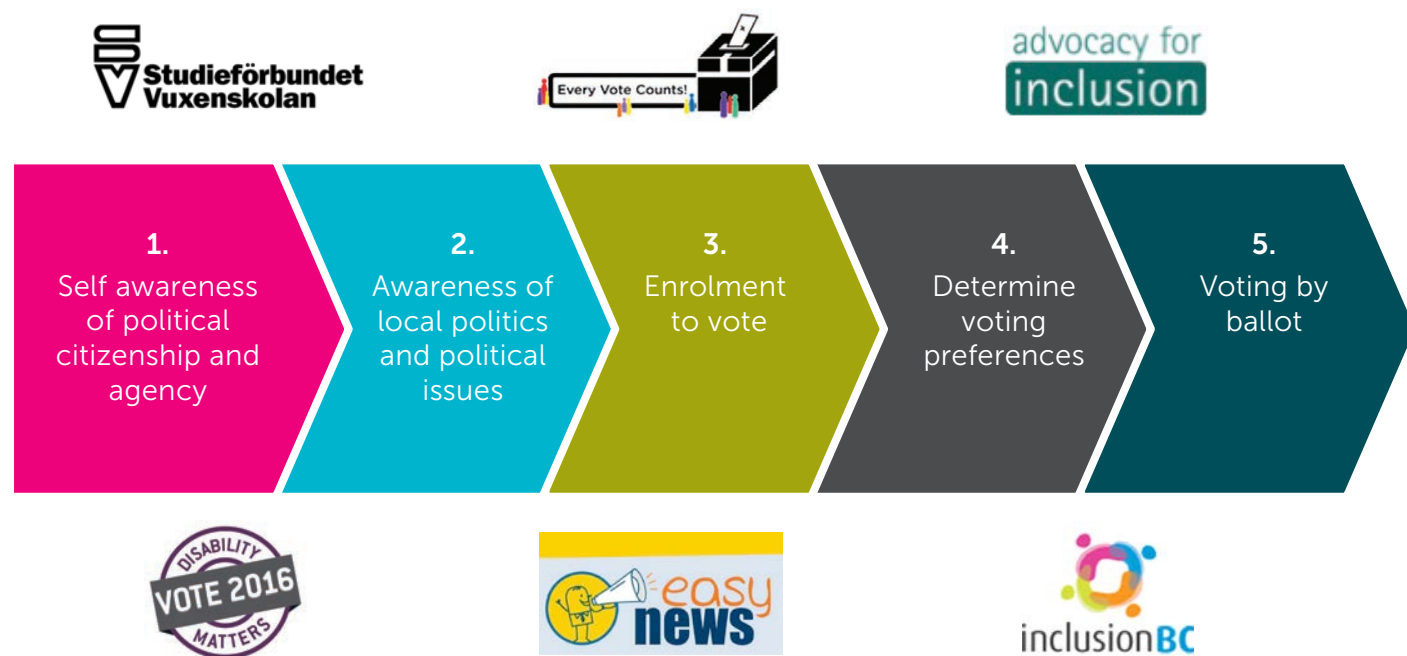 Studieförbundet
Vuxenskolan
Every Vote Counts!
advocacy for
inclusion
1.
Self awareness
of political
citizenship and
agency
2.
Awareness of
local politics
and political
issues
3.
Enrolment
to vote
4.
Determine
voting
preferences
5.
Voting by
ballot
DISABILITY
VOTE 2016
MATTERS
easy
news
inclusionBC